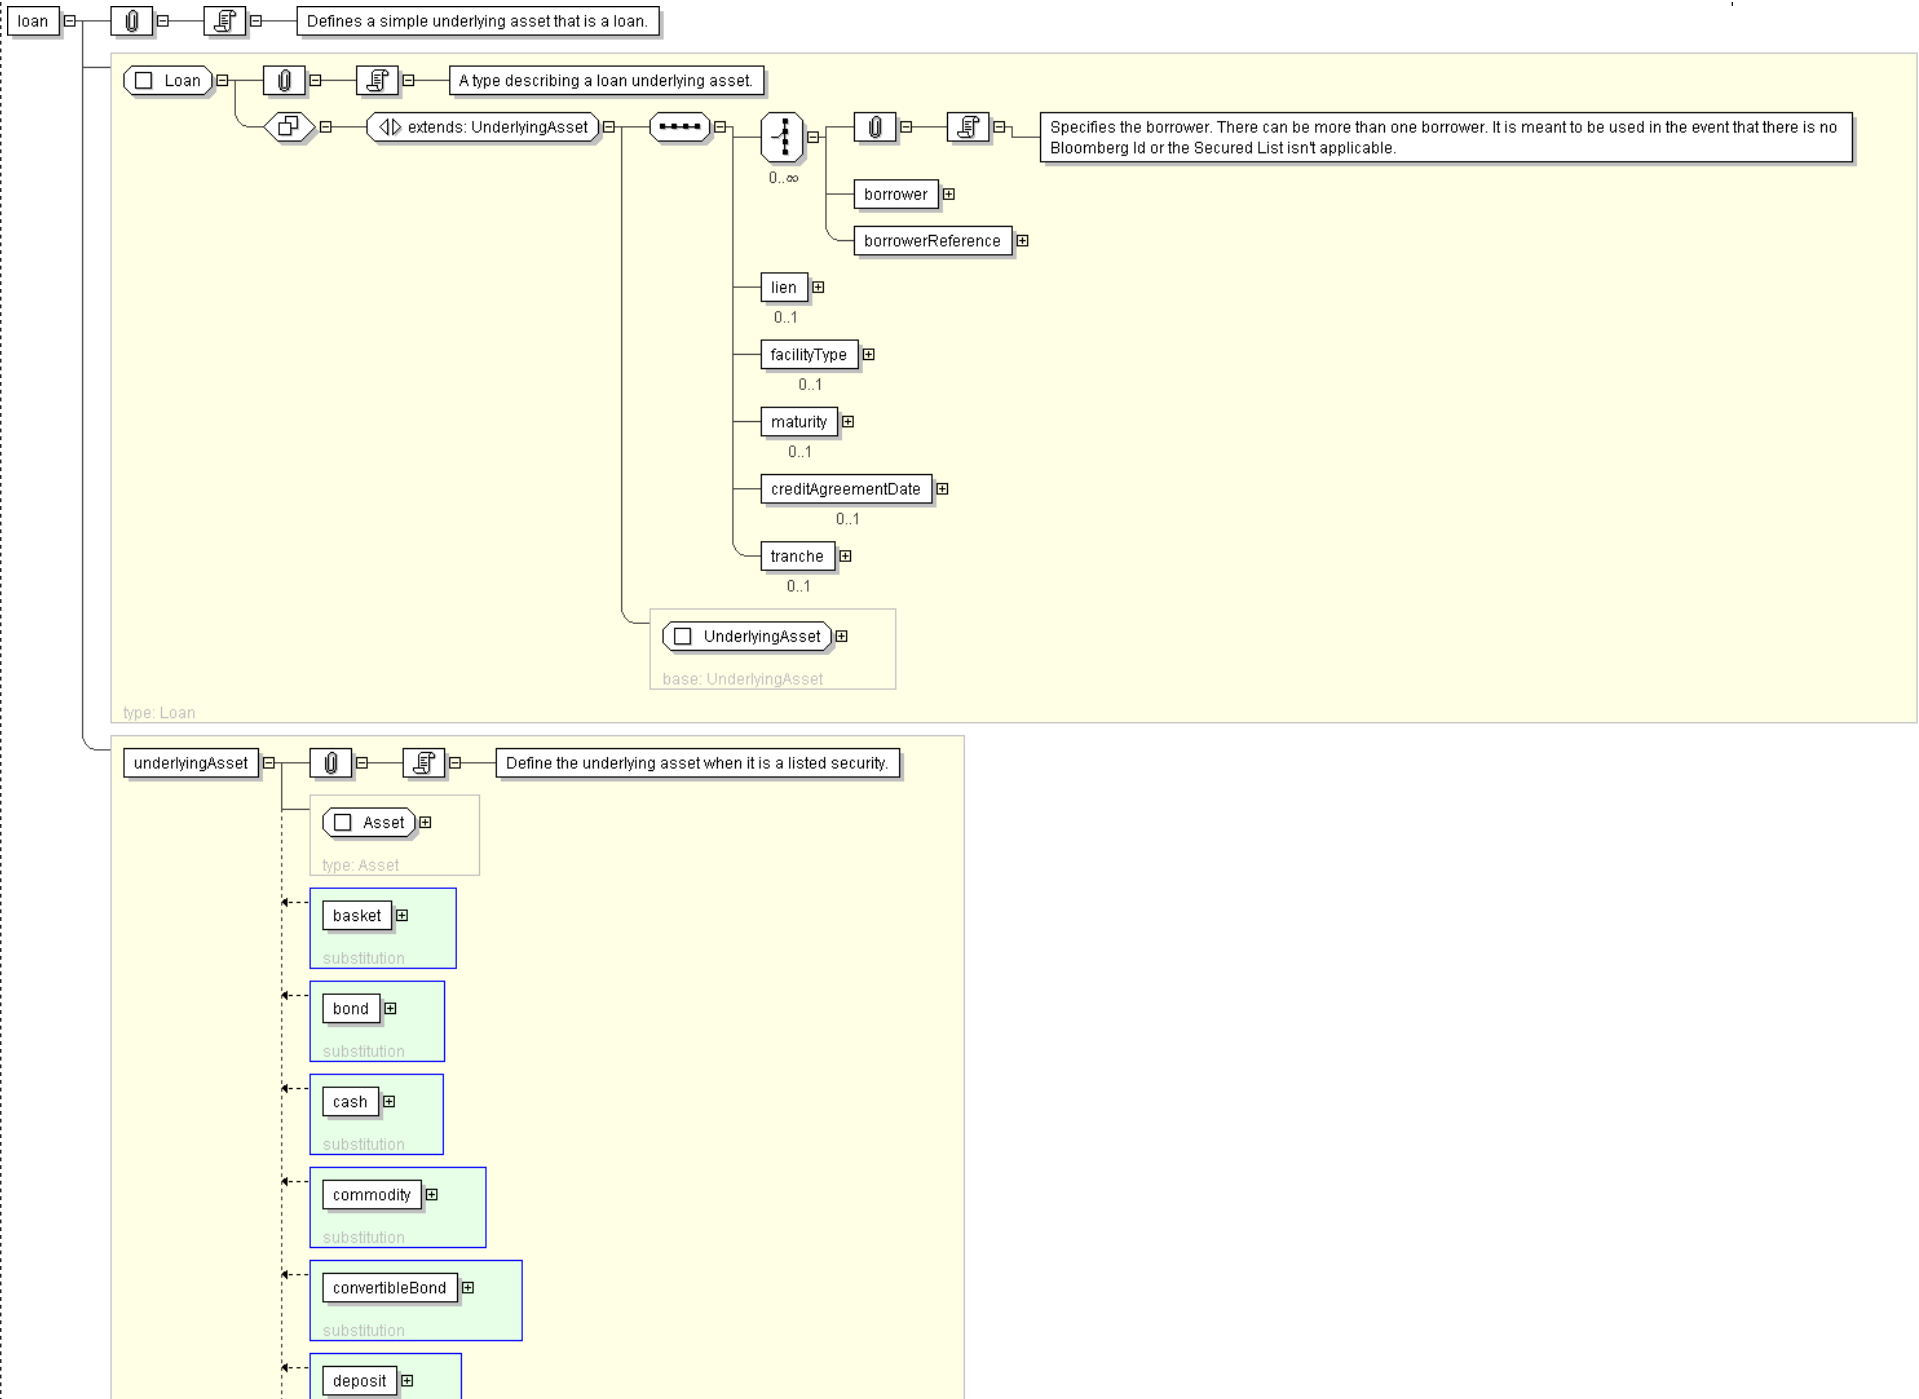 loan
Defines a simple underlying asset that is a loan.
Loan
A type describing a loan underlying asset.
extends: UnderlyingAsset
0..∞
Specifies the borrower. There can be more than one borrower. It is meant to be used in the event that there is no
Bloomberg Id or the Secured List isn't applicable.
borrower
borrowerReference
lien
0..1
facilityType
0..1
maturity
0..1
creditAgreementDate
0..1
tranche
0..1
UnderlyingAsset
base: UnderlyingAsset
type: Loan
underlyingAsset
Define the underlying asset when it is a listed security.
Asset
type: Asset
basket
substitution
bond
substitution
cash
substitution
commodity
substitution
convertibleBond
substitution
deposit